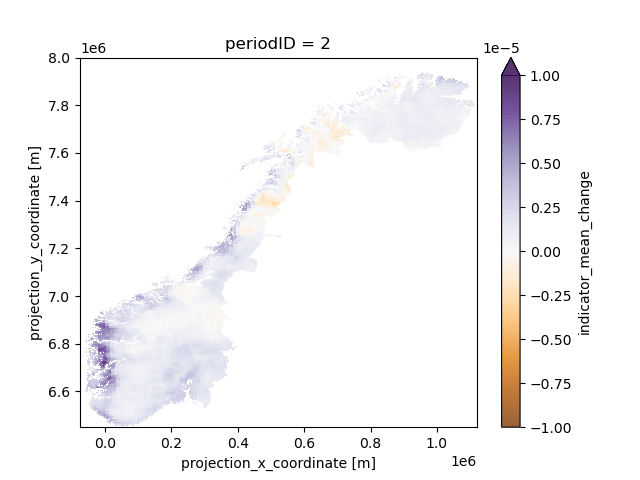 periodID = 2
1e6
8.0
7.8
7.6
7.4
7.2
7.0
6.8
6.6
projection_y_coordinate [m]
0.0 0.2 0.4 0.6 0.8 1.0
1e6
projection_x_coordinate [m]
1e−5
1.00
0.75
0.50
0.25
0.00
−0.25
−0.50
−0.75
−1.00
indicator_mean_change